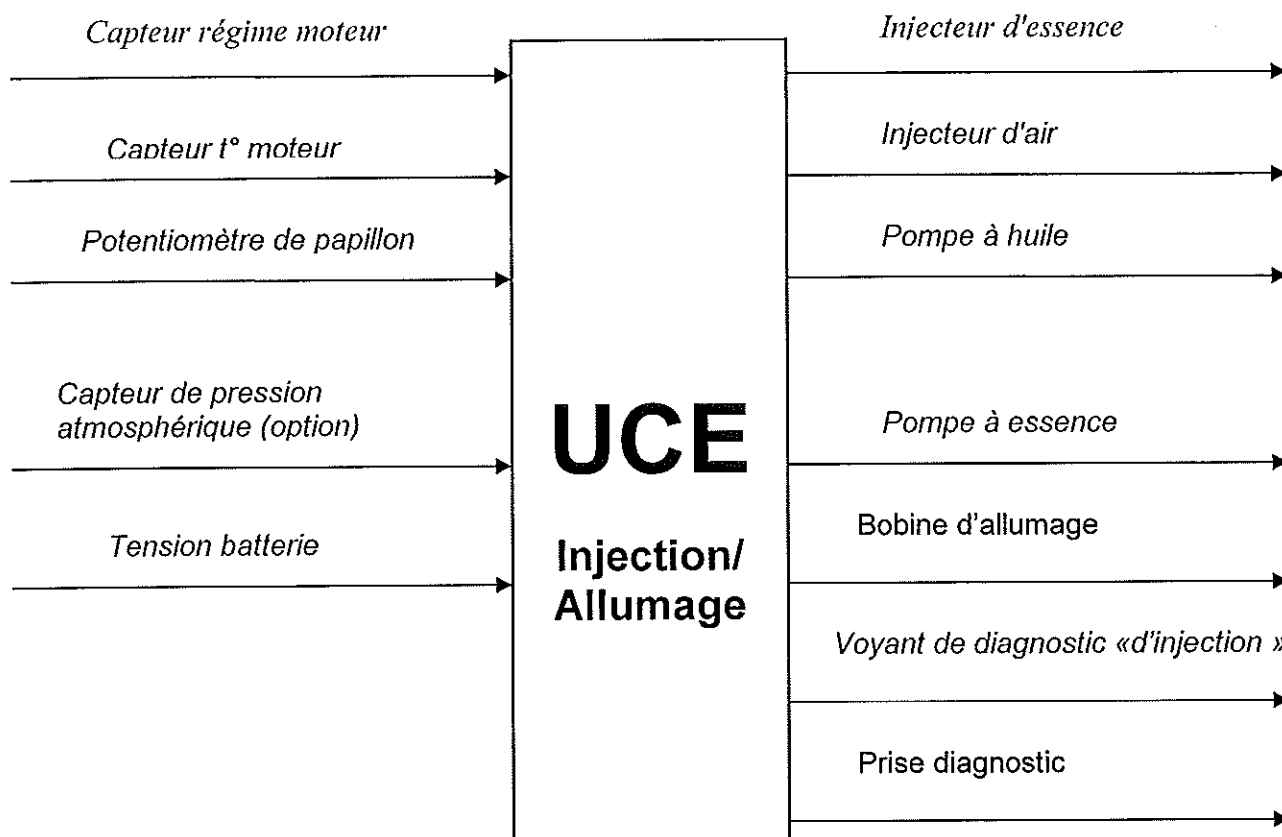 Capteur régime moteur
Capteur t° moteur
Potentiomètre de papillon
Capteur de pression
atmosphérique (option)
Tension batterie
UCE
Injection/
Allumage
Injecteur d'essence
Injecteur d'air
Pompe à huile
Pompe à essence
Bobine d'allumage
Voyant de diagnostic «d'injection »
Prise diagnostic